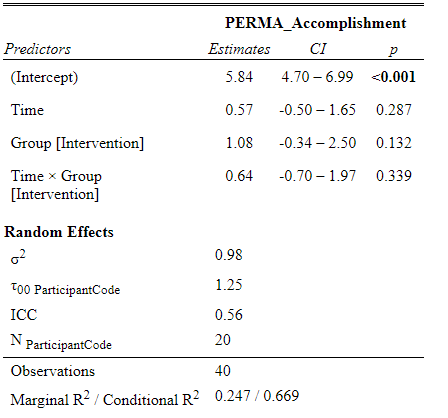 PERMA_Accomplishment
Predictors Estimates CI p
(Intercept) 5.84 4.70 – 6.99 <0.001
Time 0.57 -0.50 – 1.65 0.287
Group [Intervention] 1.08 -0.34 – 2.50 0.132
Time × Group 0.64 -0.70 – 1.97 0.339
[Intervention]
Random Effects
σ² 0.98
τ₀₀ ParticipantCode 1.25
ICC 0.56
N ParticipantCode 20
Observations 40
Marginal R² / Conditional R² 0.247 / 0.669